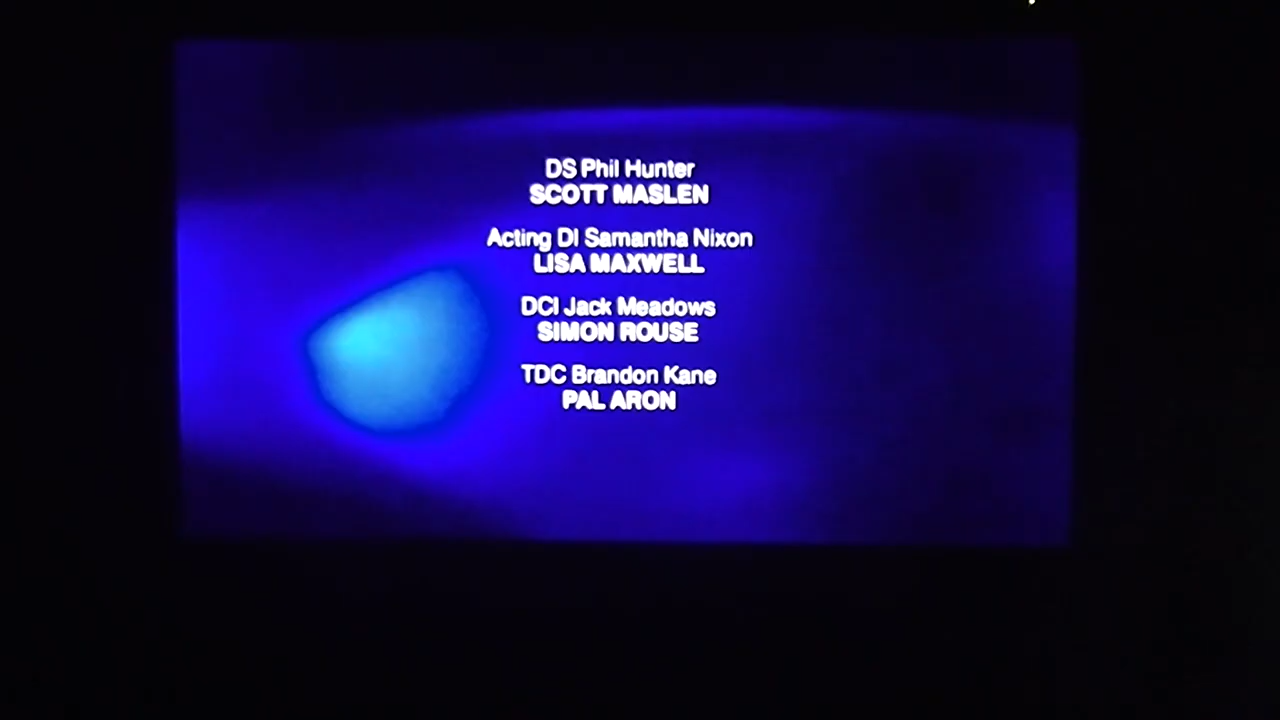 DS Phil Hunter
SCOTT MASLEN
Acting DI Samantha Nixon
LISA MAXWELL
DCI Jack Meadows
SIMON ROUSE
TDC Brandon Kane
PAL ARON